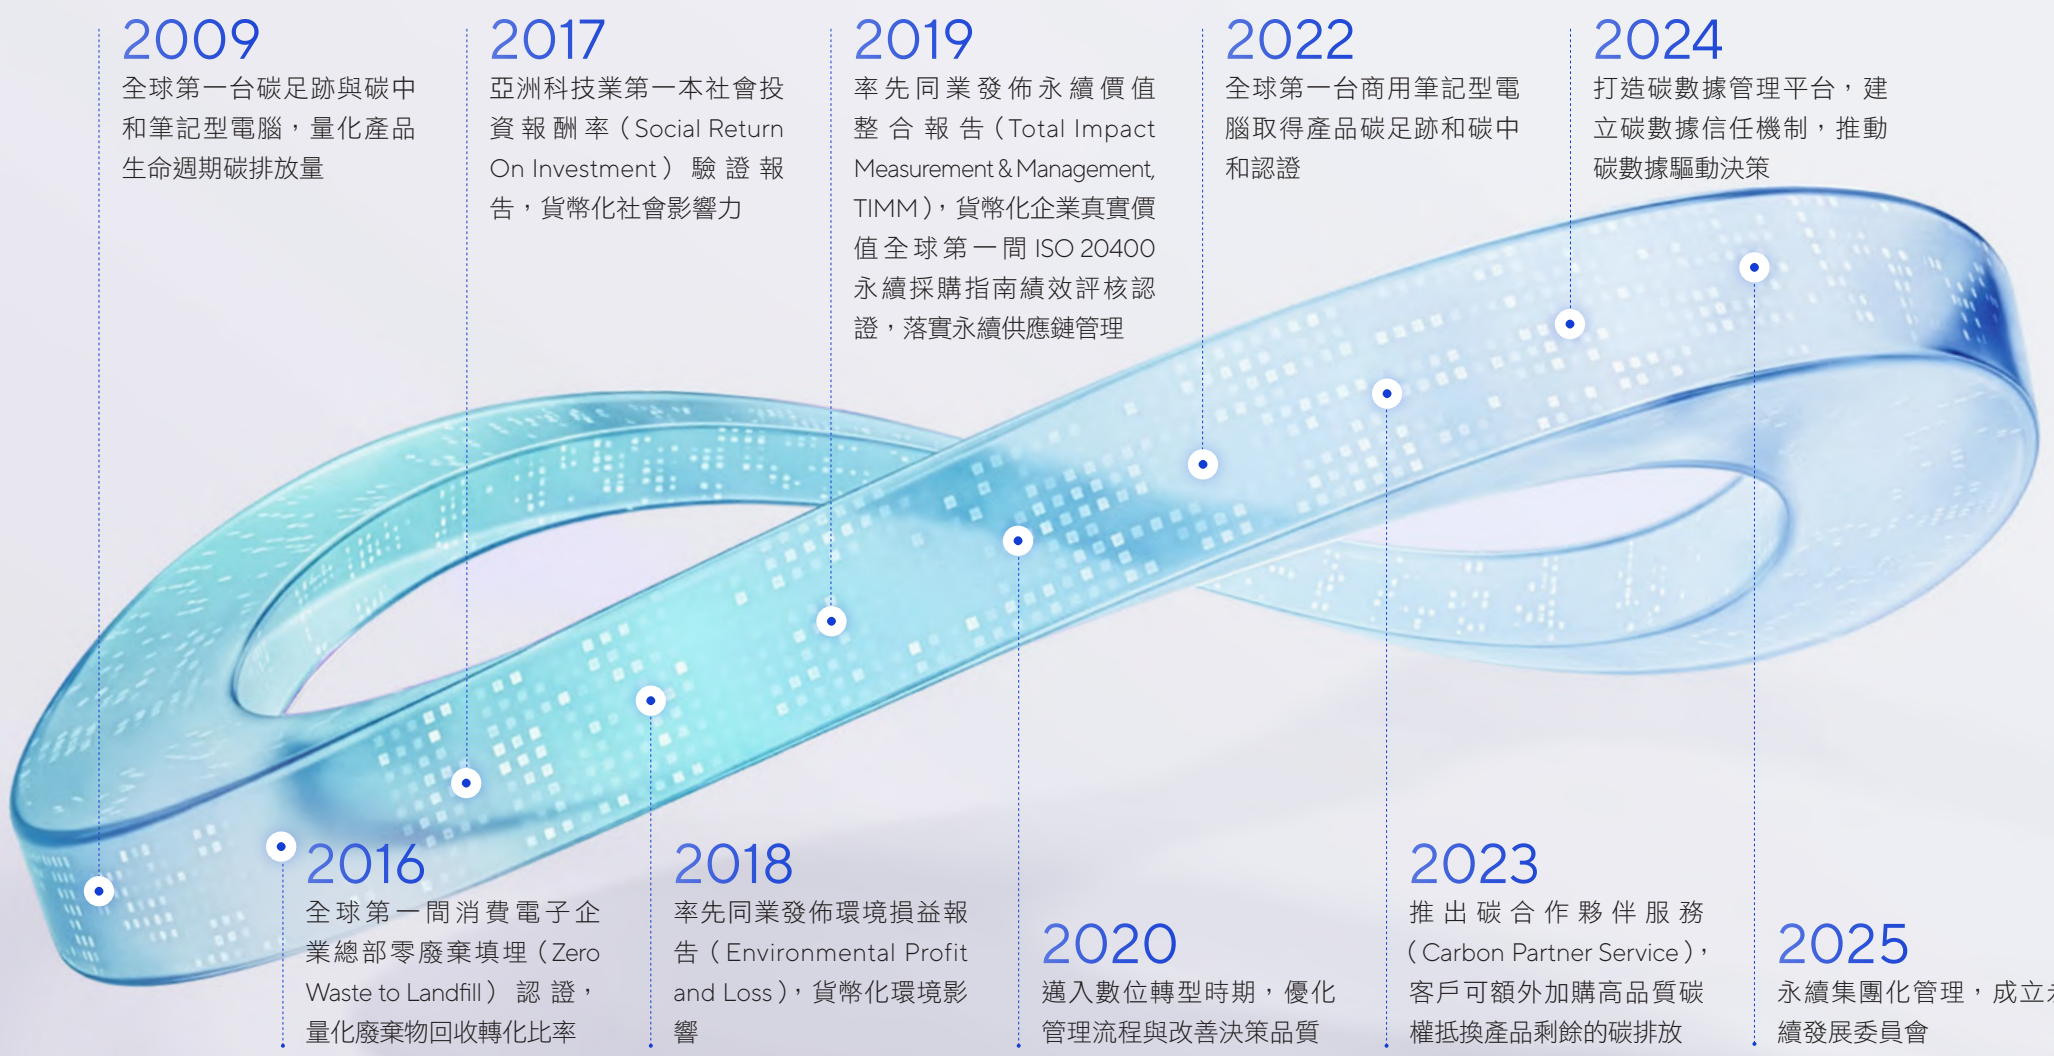 2009
全球第一台碳足跡與碳中
和筆記型電腦，量化產品
生命週期碳排放量
2017
亞洲科技業第一本社會投
資報酬率（Social Return
On Investment）驗證報
告，貨幣化社會影響力
2019
率先同業發佈永續價值
整合報告（Total Impact
Measurement & Management,
TIMM），貨幣化企業真實價
值全球第一間 ISO 20400
永續採購指南績效評核認
證，落實永續供應鏈管理
2022
全球第一台商用筆記型電
腦取得產品碳足跡和碳中
和認證
2024
打造碳數據管理平台，建
立碳數據信任機制，推動
碳數據驅動決策
2016
全球第一間消費電子企
業總部零廢棄填埋（Zero
Waste to Landfill）認證，
量化廢棄物回收轉化比率
2018
率先同業發佈環境損益報
告（Environmental Profit
and Loss），貨幣化環境影
響
2020
邁入數位轉型時期，優化
管理流程與改善決策品質
2023
推出碳合作夥伴服務
（Carbon Partner Service），
客戶可額外加購高品質碳
權抵換產品剩餘的碳排放
2025
永續集團化管理，成立
續發展委員會